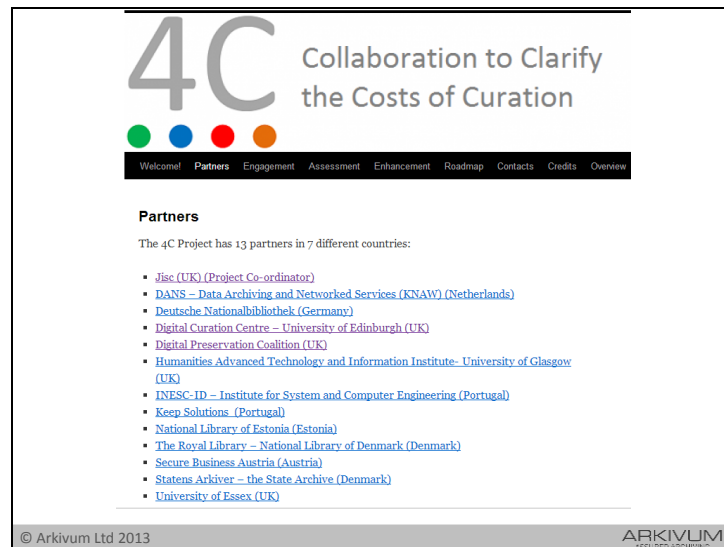 4C
Collaboration to Clarify
the Costs of Curation
Welcome! Partners Engagement Assessment Enhancement Roadmap Contacts Credits Overview
Partners
The 4C Project has 13 partners in 7 different countries:
Jisc (UK) (Project Co-ordinator)
DANS – Data Archiving and Networked Services (KNAW) (Netherlands)
Deutsche Nationalbibliothek (Germany)
Digital Curation Centre – University of Edinburgh (UK)
Digital Preservation Coalition (UK)
Humanities Advanced Technology and Information Institute- University of Glasgow
(UK)
INESC-ID – Institute for System and Computer Engineering (Portugal)
Keep Solutions (Portugal)
National Library of Estonia (Estonia)
The Royal Library – National Library of Denmark (Denmark)
Secure Business Austria (Austria)
Statens Arkiver – the State Archive (Denmark)
University of Essex (UK)
© Arkivum Ltd 2013
ARKIVUM